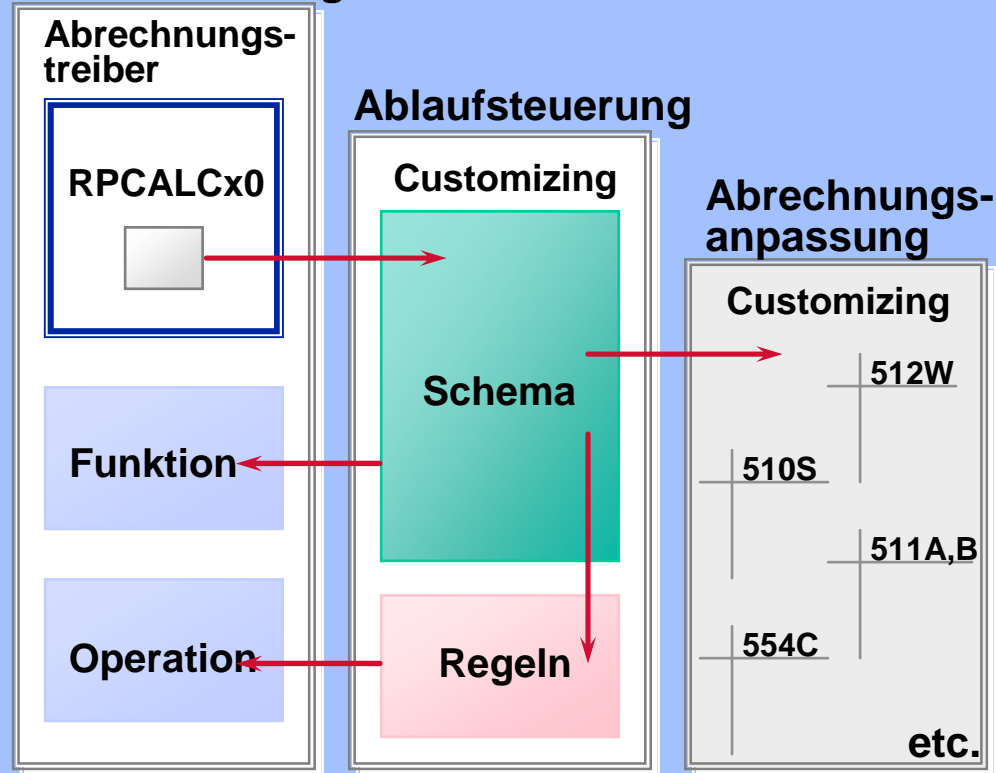 Abrechnungs-
treiber
RPCALCx0
Funktion
Operation
Ablaufsteuerung
Customizing
Schema
Regeln
Abrechnungs-
anpassung
Customizing
512W
510S
511A,B
554C
etc.